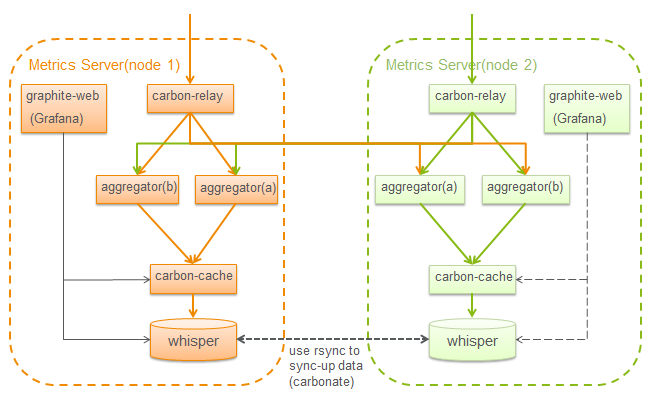 Metrics Server(node 1)
Metrics Server(node 2)
graphite-web
(Grafana)
carbon-relay
carbon-relay
graphite-web
(Grafana)
aggregator(b)
aggregator(a)
aggregator(a)
aggregator(b)
carbon-cache
carbon-cache
whisper
whisper
use rsync to
sync-up data
(carbonate)